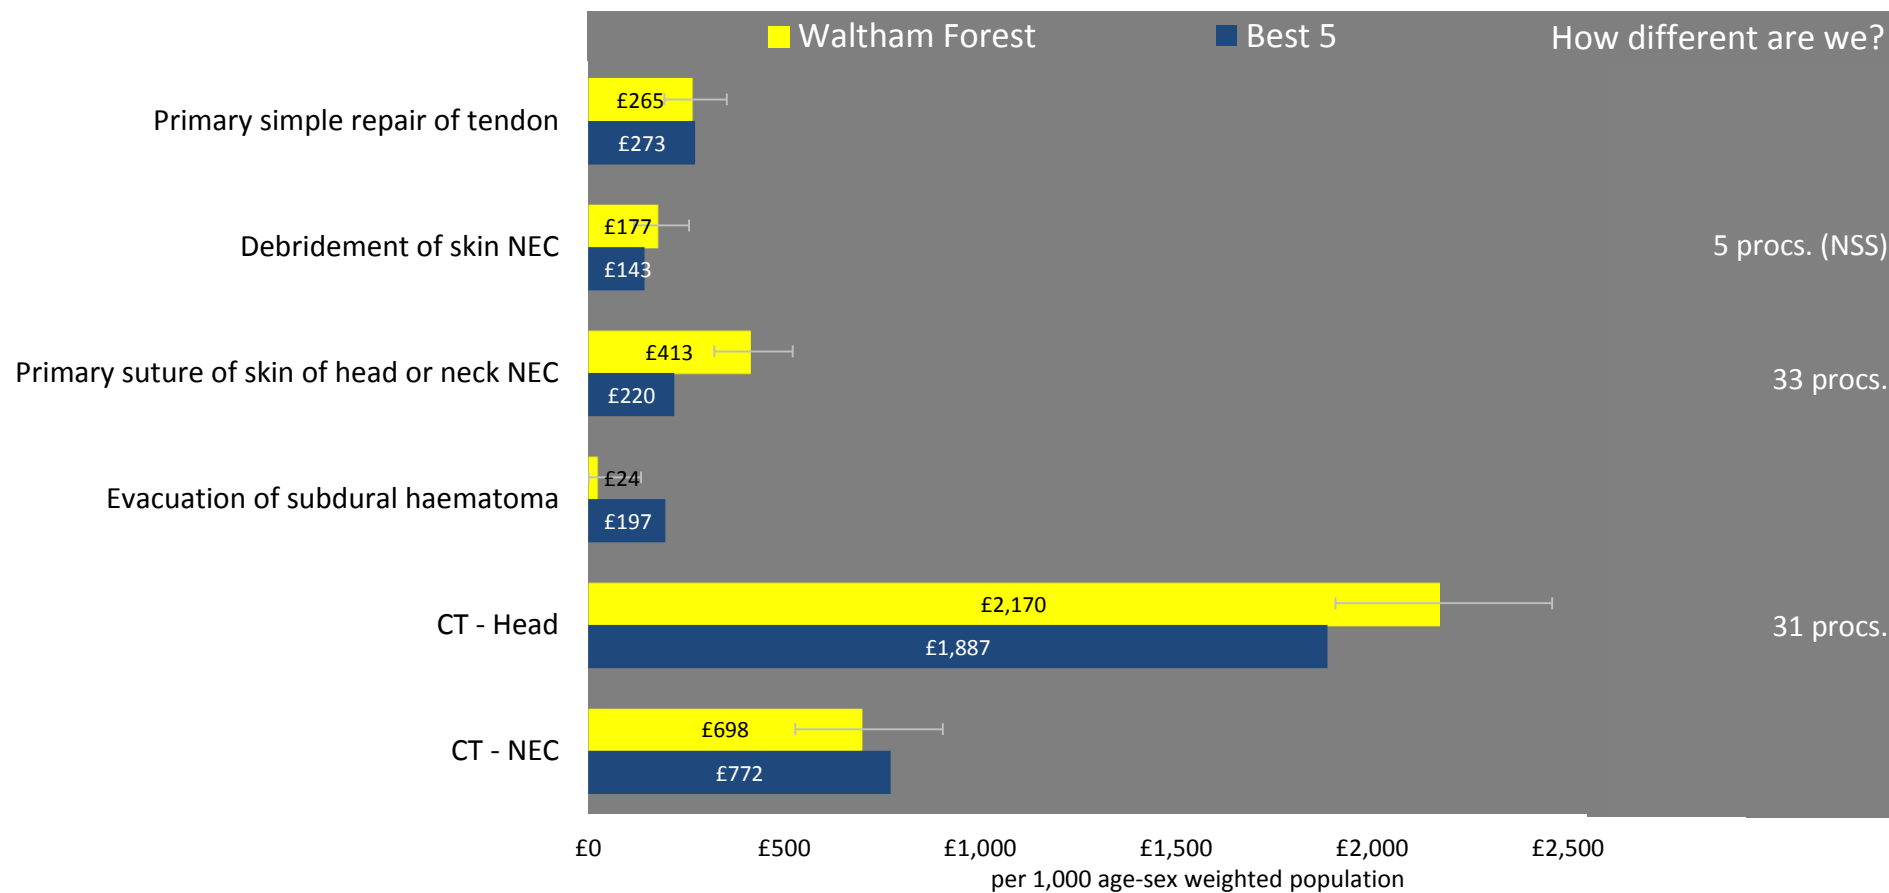 Waltham Forest Best 5 How different are we?
Primary simple repair of tendon £265
£273
Debridement of skin NEC £177 5 procs. (NSS)
£143
Primary suture of skin of head or neck NEC £413 33 procs.
£220
Evacuation of subdural haematoma £24
£197
CT - Head £2,170 31 procs.
£1,887
CT - NEC £698
£772
£0 £500 £1,000 £1,500 £2,000 £2,500
per 1,000 age-sex weighted population